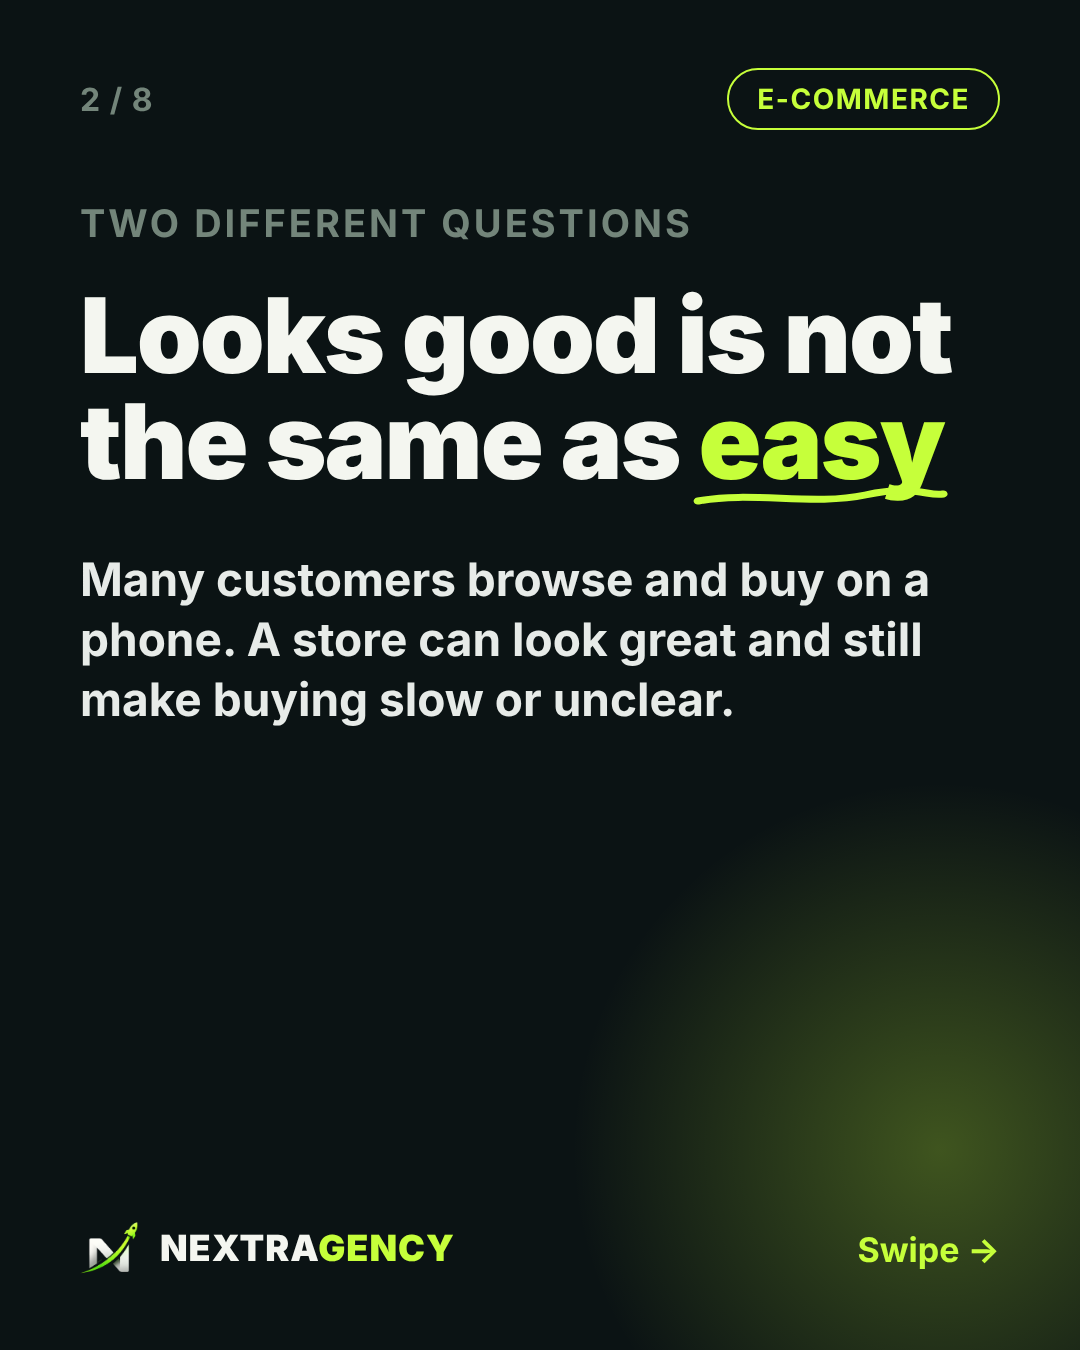 2 / 8
E-COMMERCE
TWO DIFFERENT QUESTIONS
Looks good is not
the same as easy
Many customers browse and buy on a
phone. A store can look great and still
make buying slow or unclear.
NEXTRAGENCY
Swipe →